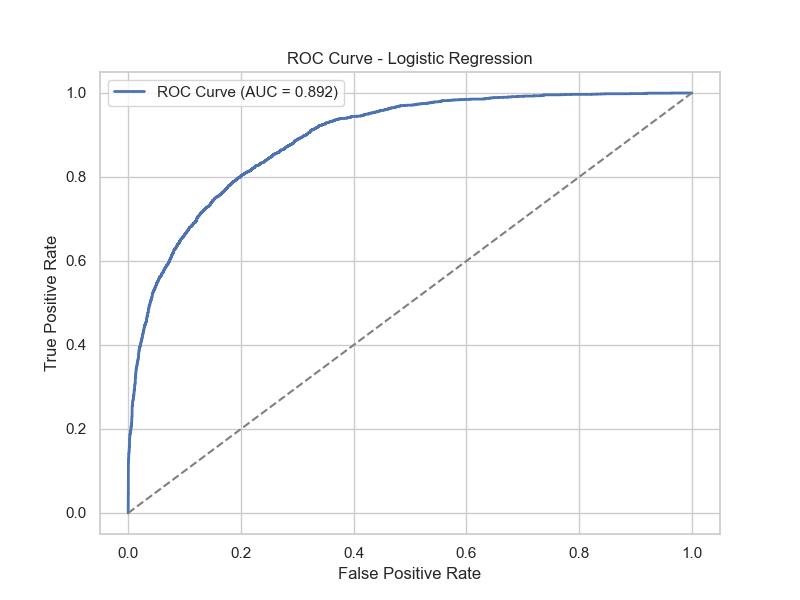 ROC Curve - Logistic Regression
ROC Curve (AUC = 0.892)
True Positive Rate
1.0
0.8
0.6
0.4
0.2
0.0
0.0 0.2 0.4 0.6 0.8 1.0
False Positive Rate